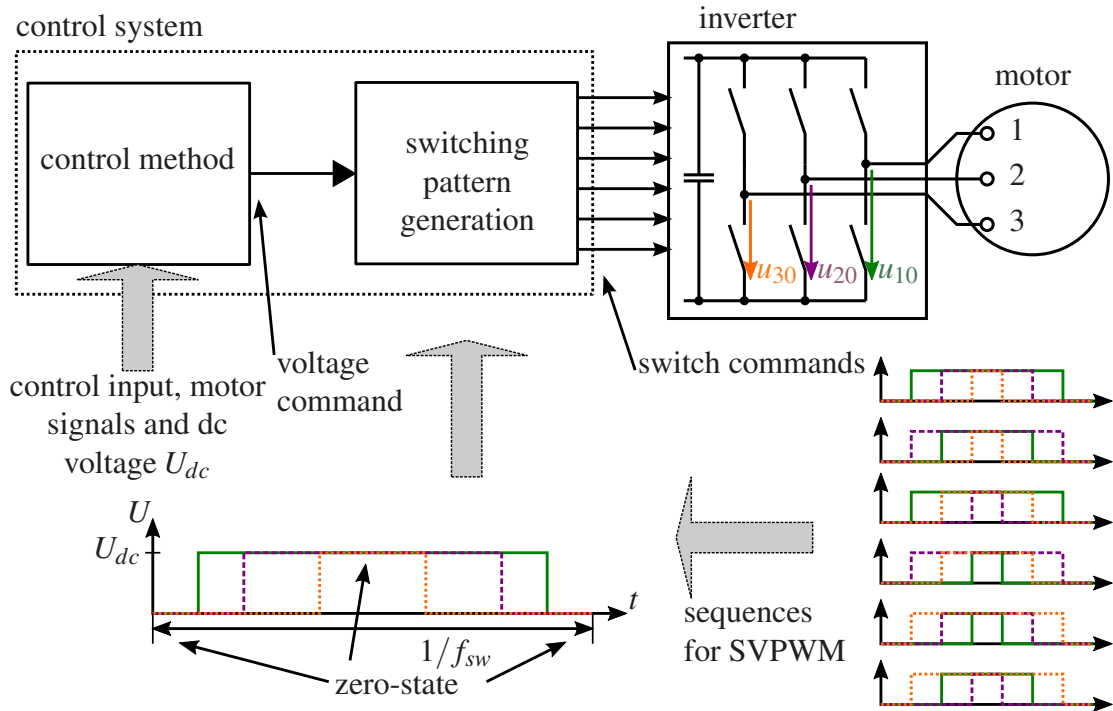 control system
inverter
motor
control method
switching
pattern
generation
1
2
3
u30
u20
u10
voltage
command
switch commands
control input, motor
signals and dc
voltage Udc
U
Udc
t
1/fsw
zero-state
sequences
for SVPWM